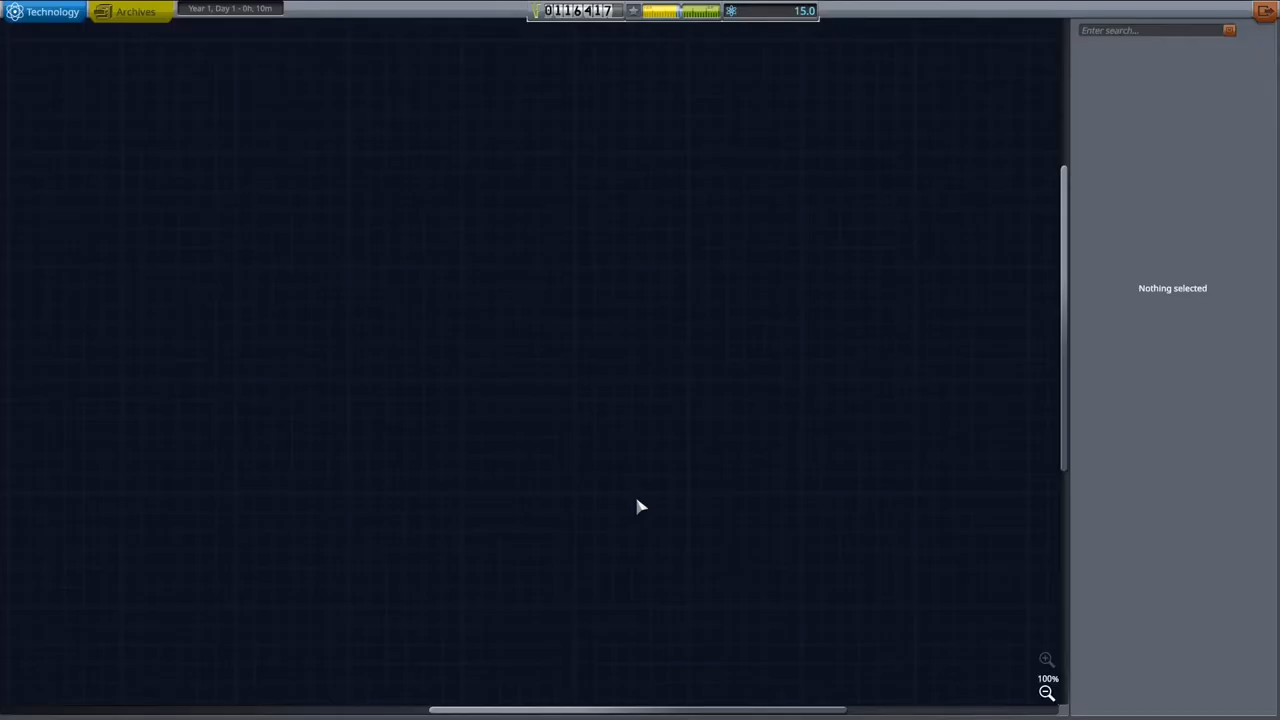 Technology
Archives
Year 1, Day 1 - 0h, 10m
0116417
15.0
Enter search...
Nothing selected
100%